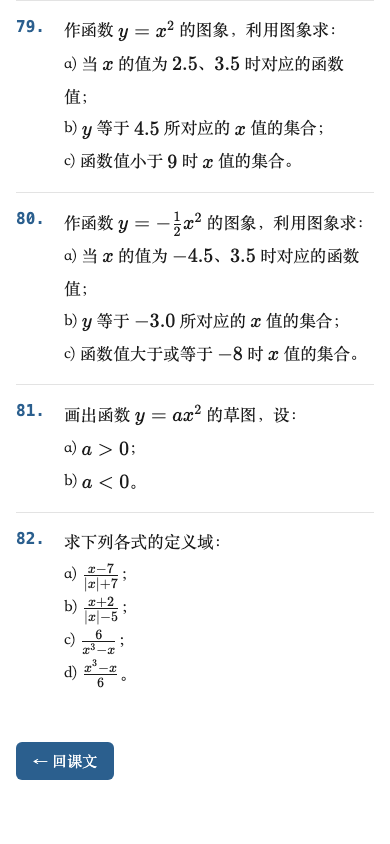 79. 作函数 y = x² 的图象，利用图象求：
a) 当 x 的值为 2.5、3.5 时对应的函数
值；
b) y 等于 4.5 所对应的 x 值的集合；
c) 函数值小于 9 时 x 值的集合。
80. 作函数 y = −\frac{1}{2}x² 的图象，利用图象求：
a) 当 x 的值为 −4.5、3.5 时对应的函数
值；
b) y 等于 −3.0 所对应的 x 值的集合；
c) 函数值大于或等于 −8 时 x 值的集合。
81. 画出函数 y = ax² 的草图，设：
a) a > 0；
b) a < 0。
82. 求下列各式的定义域：
a) \frac{x−7}{|x|+7}；
b) \frac{x+2}{|x|−5}；
c) \frac{6}{x³−x}；
d) \frac{x³−x}{6}。
← 回课文